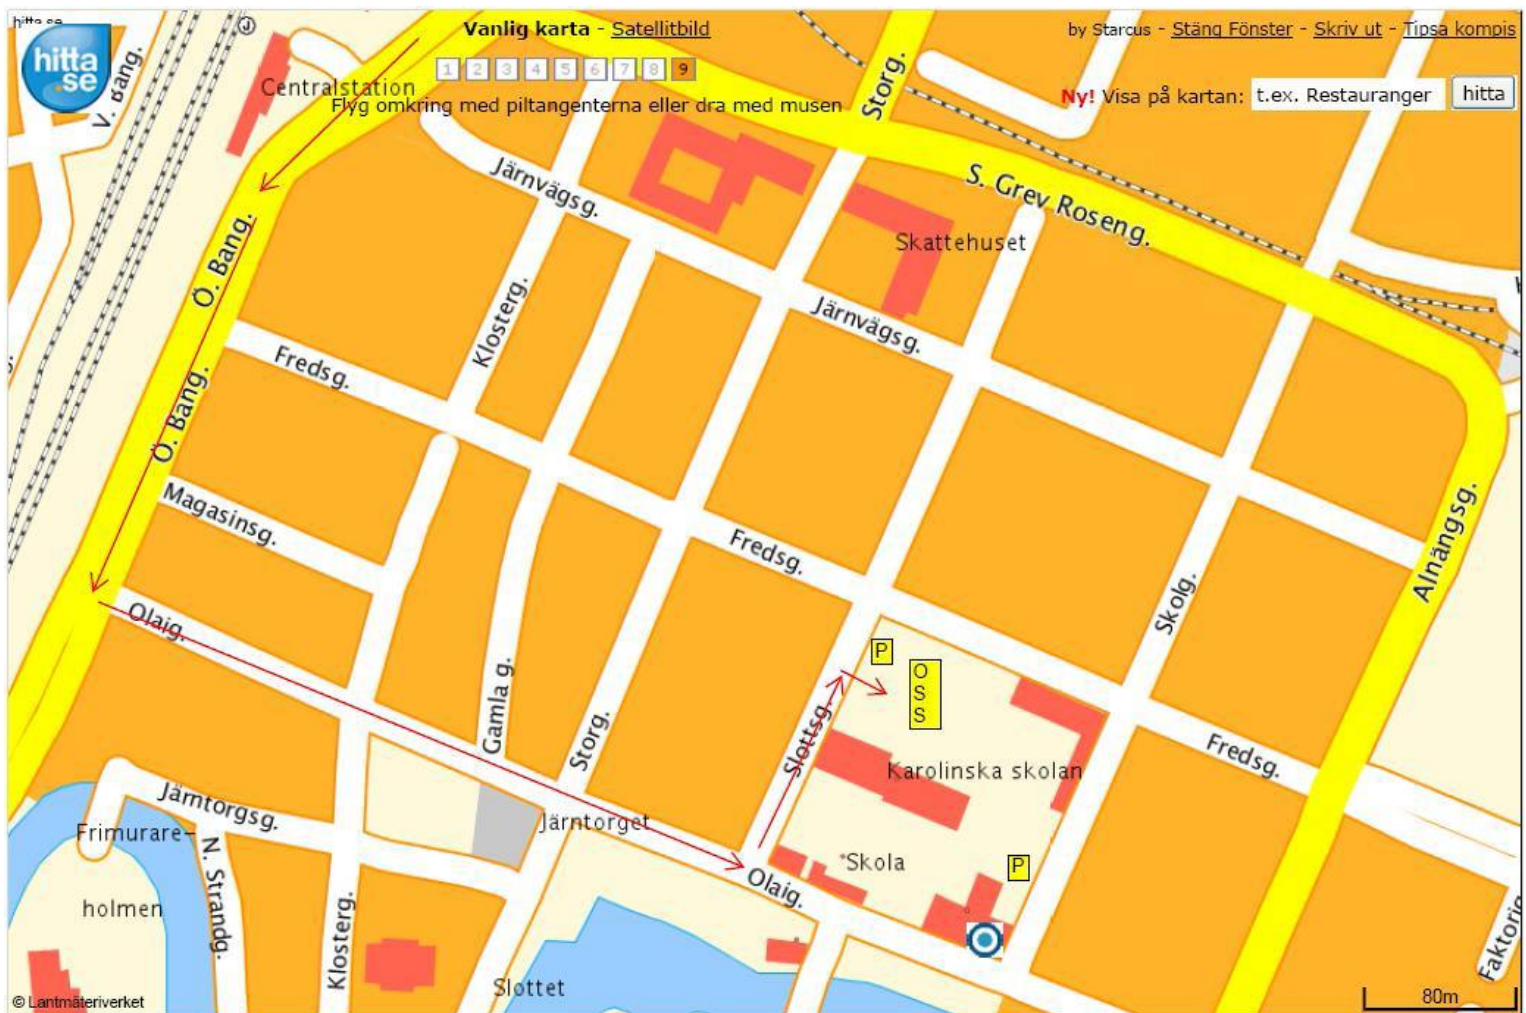 hitta.se
hitta
.se
Vanlig karta - Satellitbild
by Starcus - Stäng Fönster - Skriv ut - Tipsa kompis
1 2 3 4 5 6 7 8 9
Flyg omkring med piltangenterna eller dra med musen
Ny! Visa på kartan: t.ex. Restauranger hitta
V. Bang.
J
Centralstation
Storg.
Järnvägsg.
S. Grev Roseng.
Skattehuset
Ö. Bang.
Klosterg.
Järnvägsg.
Fredsg.
Ö. Bang.
Magasinsg.
Fredsg.
Alnängsg.
Skolg.
Olaig.
P
O
S
S
Gamla g.
Storg.
Slottsg.
Karolinska skolan
Fredsg.
Järntorgsg.
Järntorget
Frimurare-
holmen
N. Strandg.
Klosterg.
Skola
P
Olaig.
Slottet
© Lantmäteriverket
80m